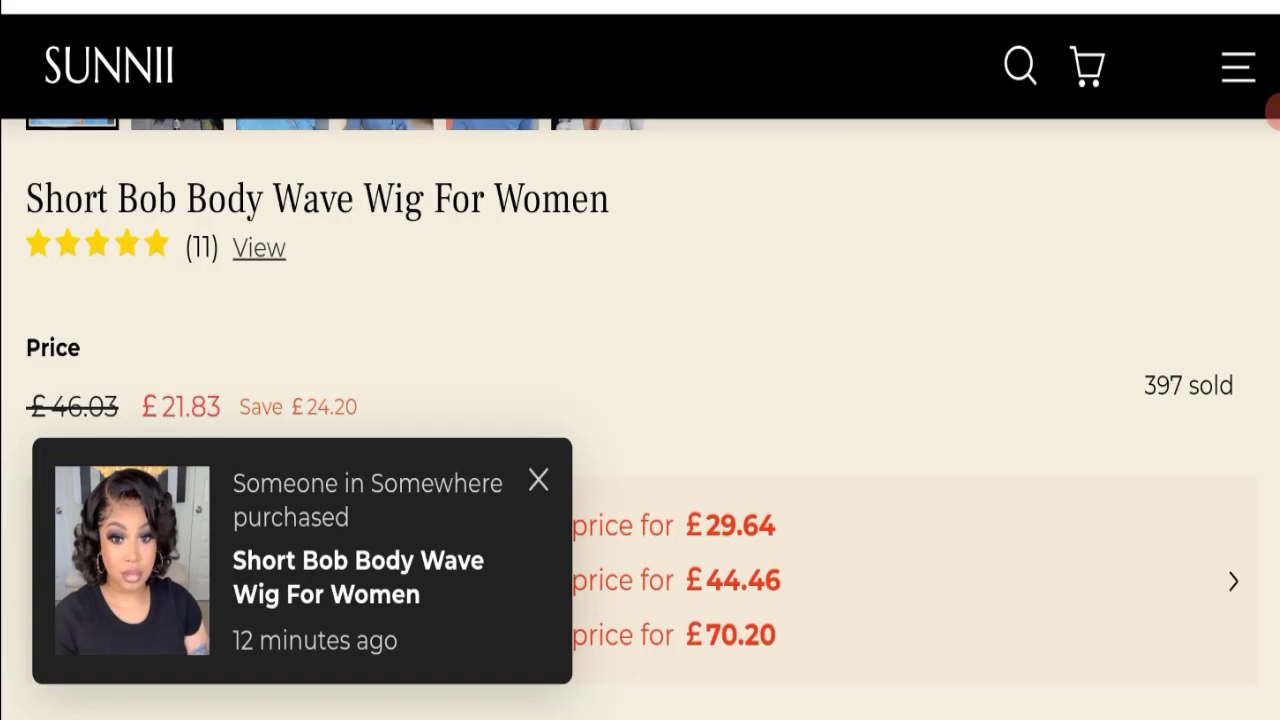 SUNNII
Short Bob Body Wave Wig For Women
(11) View
Price
397 sold
£46.03 £21.83 Save £24.20
Someone in Somewhere
purchased
Short Bob Body Wave
Wig For Women
12 minutes ago
price for £29.64
price for £44.46
price for £70.20